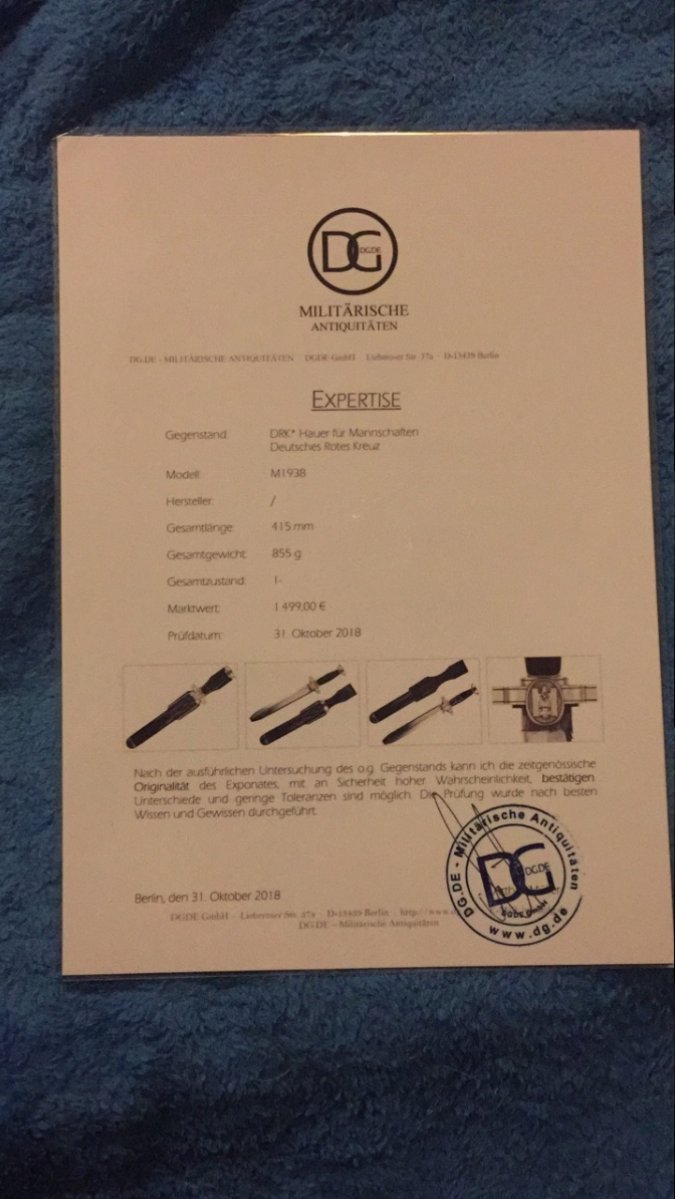 DG
DG.DE
MILITÄRISCHE
ANTIQUITÄTEN
DG.DE - MILITÄRISCHE ANTIQUITÄTEN DGDE GmbH Str. 37a D-13439 Berlin
EXPERTISE
Gegenstand: DRK* Hauer für Mannschaften
Deutsches Rotes Kreuz
Modell: M1938
Hersteller: /
Gesamtlänge: 415 mm
Gesamtgewicht: 855 g
Gesamtzustand: 1-
Marktwert: 1 499,00 €
Prüfdatum: 31. Oktober 2018
Nach der ausführlichen Untersuchung des o.g. Gegenstands kann ich die zeitgenössische
Originalität des Exponates, mit an Sicherheit hoher Wahrscheinlichkeit, bestätigen.
Unterschiede und geringe Toleranzen sind möglich. Die Prüfung wurde nach besten
Wissen und Gewissen durchgeführt.
DG.DE - Militärische Antiquitäten
DG
DG.DE
DGDE GmbH
www.dg.de
Berlin, den 31. Oktober 2018
DGDE GmbH - Str. 37a - D-13439 Berlin - http://www.d
DG.DE - Militärische Antiquitäten